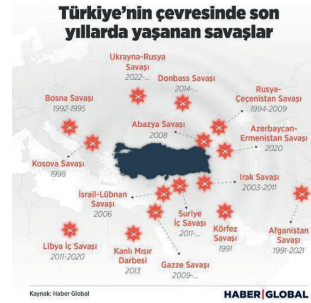 Türkiye'nin çevresinde son
yıllarda yaşanan savaşlar
Ukrayna-Rusya
Savaşı
2022-...
Donbass Savaşı
2014-...
Rusya-
Çeçenistan Savaşı
1994-2009
Bosna Savaşı
1992-1995
Abazya Savaşı
2008
Azerbaycan-
Ermenistan Savaşı
2020
Kosova Savaşı
1998
Irak Savaşı
2003-2011
İsrail-Lübnan
Savaşı
2006
Suriye
İç Savaşı
2011-...
Körfez
Savaşı
1991
Afganistan
Savaşı
1991-2021
Libya İç Savaşı
2011-2020
Kanlı Mısır
Darbesi
2013
Gazze Savaşı
2009-...
Kaynak: Haber Global
HABER|GLOBAL